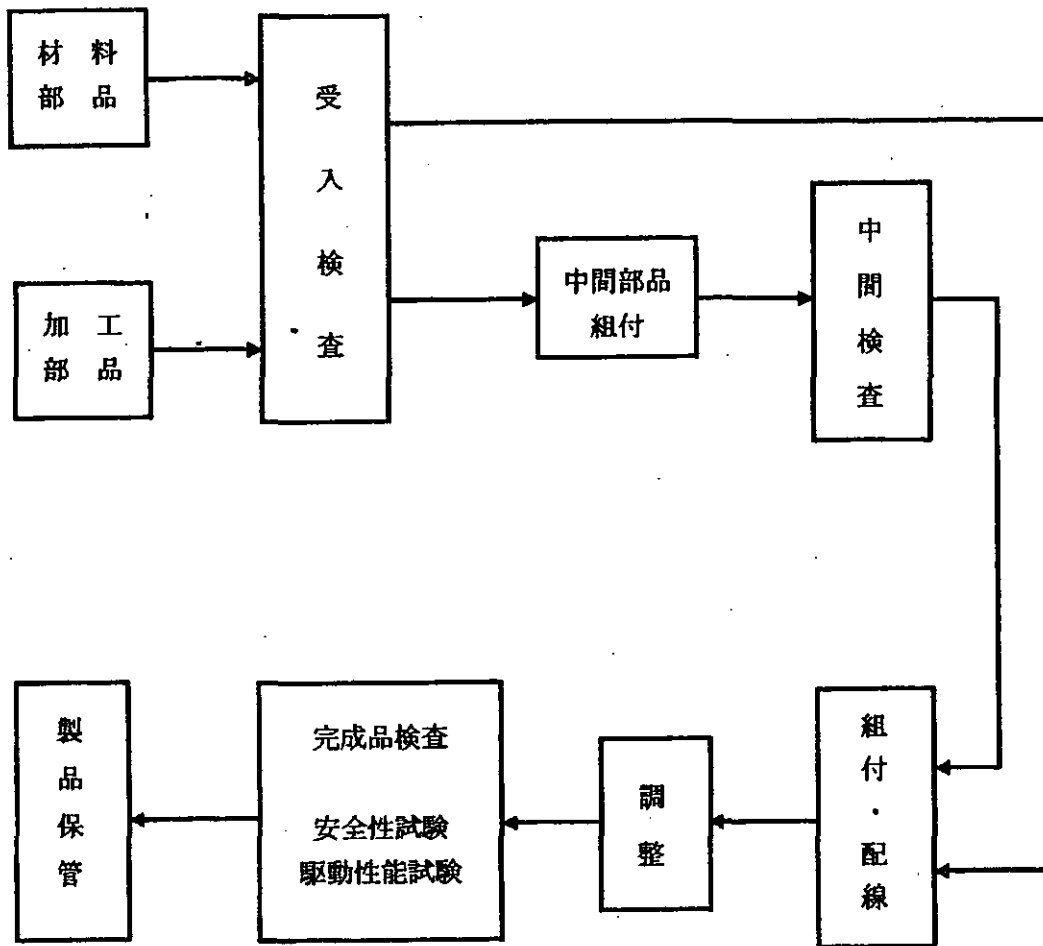 材料
部品
受入検査
加工
部品
中間部品
組付
中間検査
組付・配線
調整
完成品検査
安全性試験
駆動性能試験
製品保管